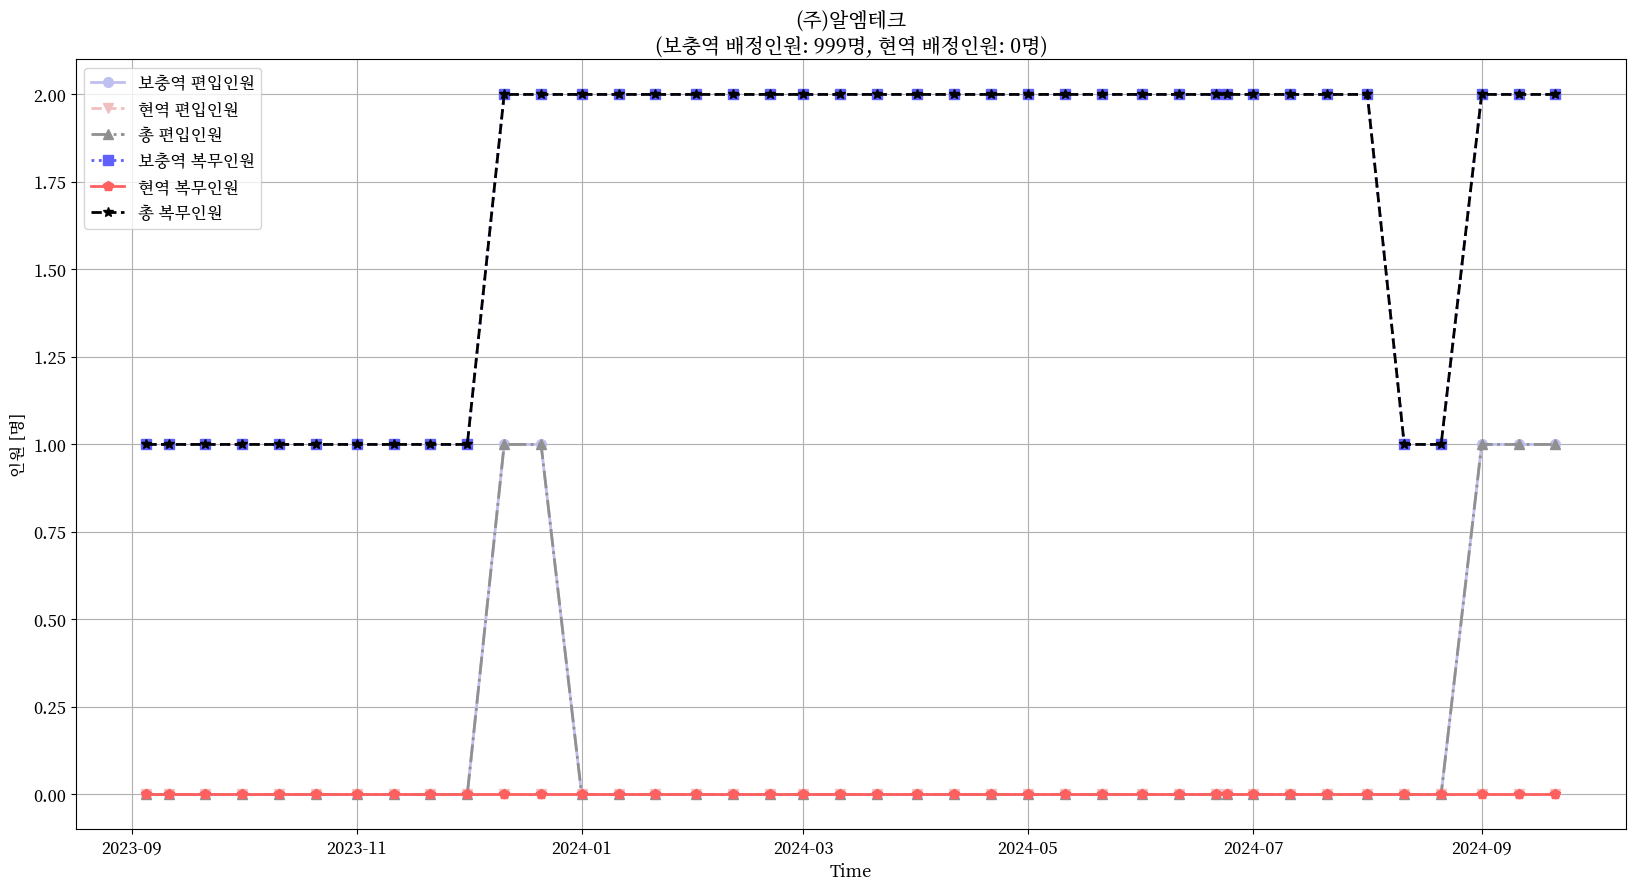 (주)알엠테크
(보충역 배정인원: 999명, 현역 배정인원: 0명)
보충역 편입인원
현역 편입인원
총 편입인원
보충역 복무인원
현역 복무인원
총 복무인원
인원 [명]
2.00
1.75
1.50
1.25
1.00
0.75
0.50
0.25
0.00
2023-09 2023-11 2024-01 2024-03 2024-05 2024-07 2024-09
Time